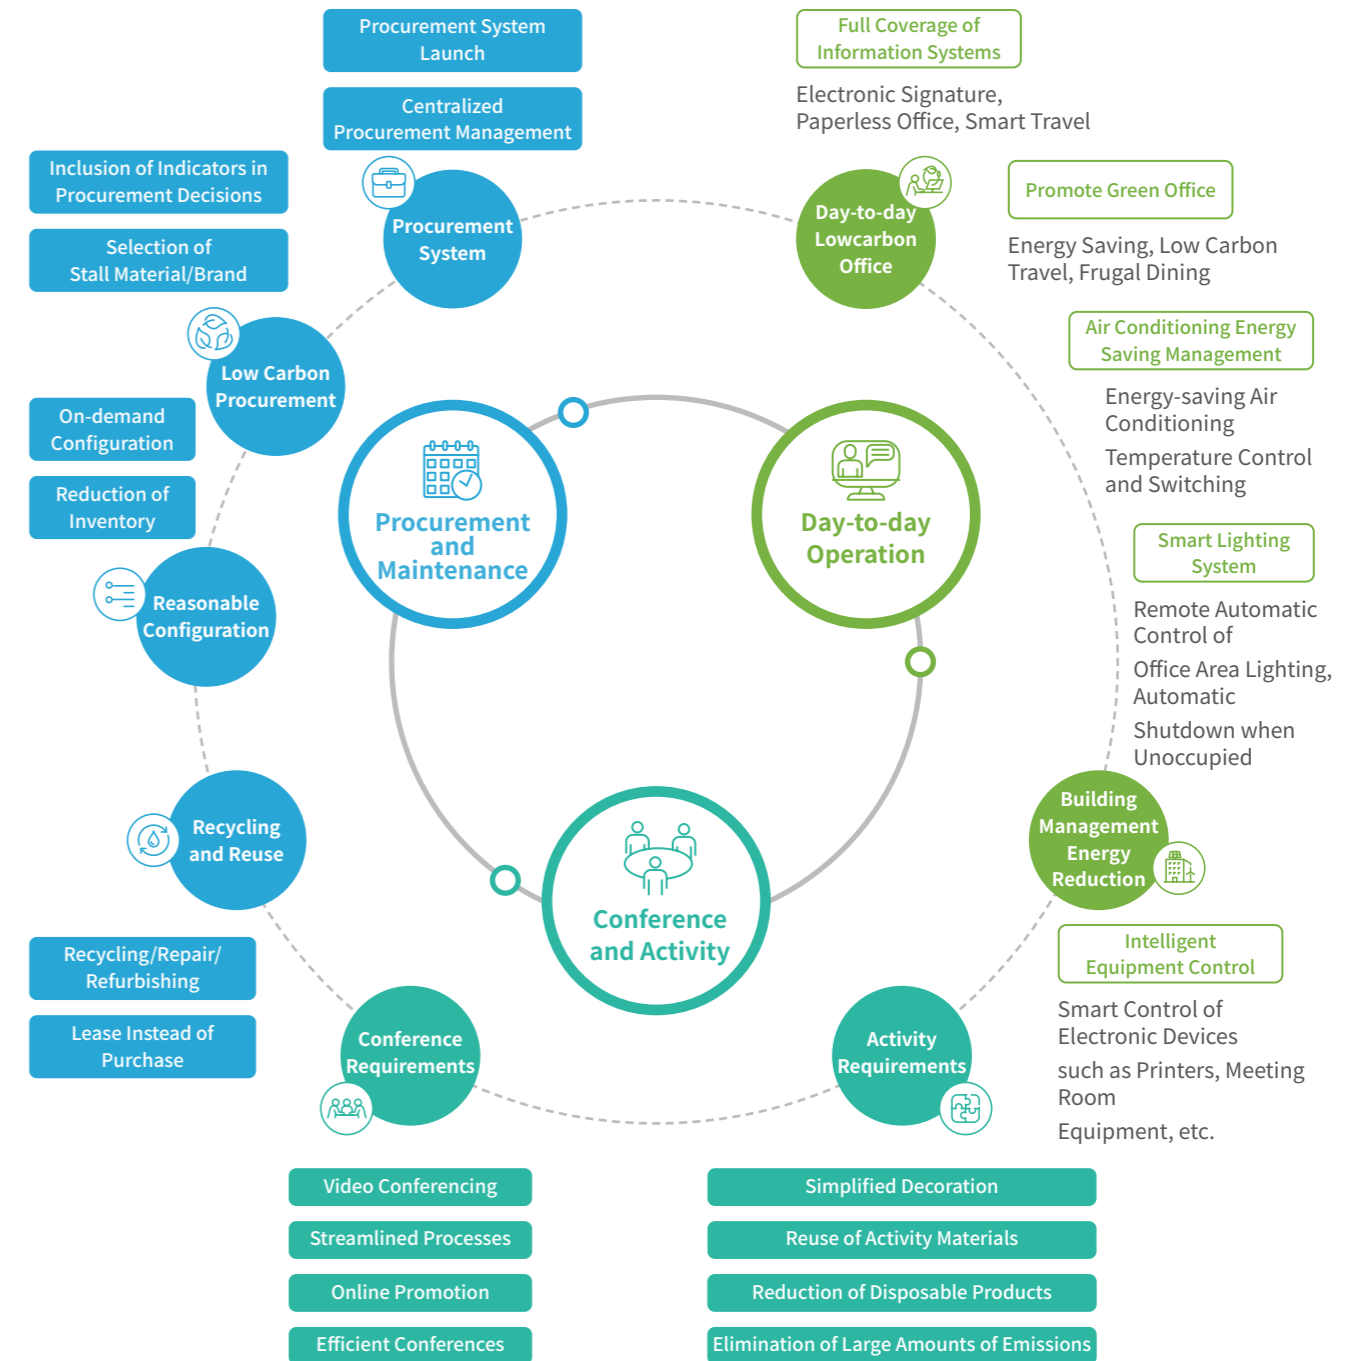 Procurement System
Launch
Centralized
Procurement Management
Full Coverage of
Information Systems
Electronic Signature,
Paperless Office, Smart Travel
Inclusion of Indicators in
Procurement Decisions
Selection of
Stall Material/Brand
Procurement
System
Day-to-day
Lowcarbon
Office
Promote Green Office
Energy Saving, Low Carbon
Travel, Frugal Dining
Low Carbon
Procurement
Air Conditioning Energy
Saving Management
Energy-saving Air
Conditioning
Temperature Control
and Switching
On-demand
Configuration
Reduction of
Inventory
Procurement
and
Maintenance
Day-to-day
Operation
Smart Lighting
System
Remote Automatic
Control of
Office Area Lighting,
Automatic
Shutdown when
Unoccupied
Reasonable
Configuration
Recycling
and Reuse
Building
Management
Energy
Reduction
Conference
and Activity
Recycling/Repair/
Refurbishing
Lease Instead of
Purchase
Intelligent
Equipment Control
Smart Control of
Electronic Devices
such as Printers, Meeting
Room
Equipment, etc.
Conference
Requirements
Activity
Requirements
Video Conferencing
Streamlined Processes
Online Promotion
Efficient Conferences
Simplified Decoration
Reuse of Activity Materials
Reduction of Disposable Products
Elimination of Large Amounts of Emissions